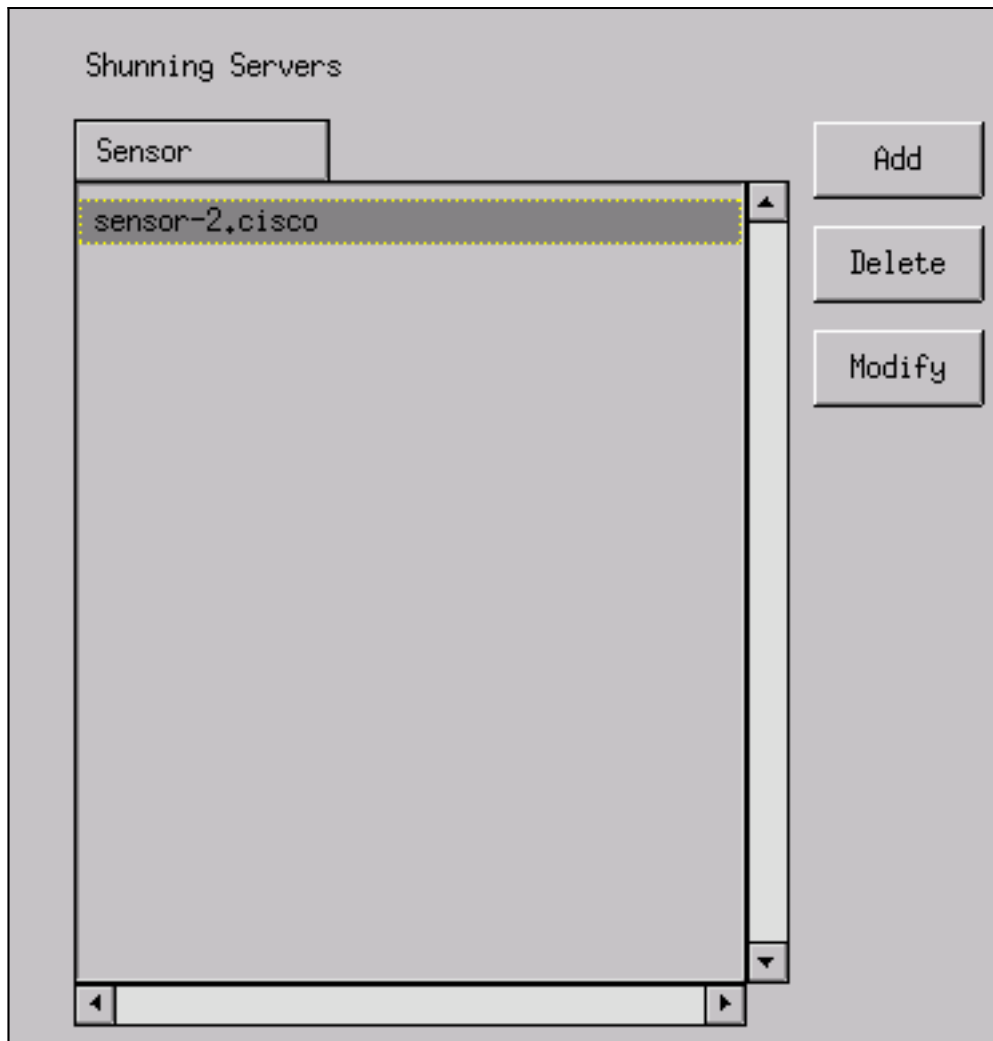 Shunning Servers
Sensor
sensor-2.cisco
Add
Delete
Modify